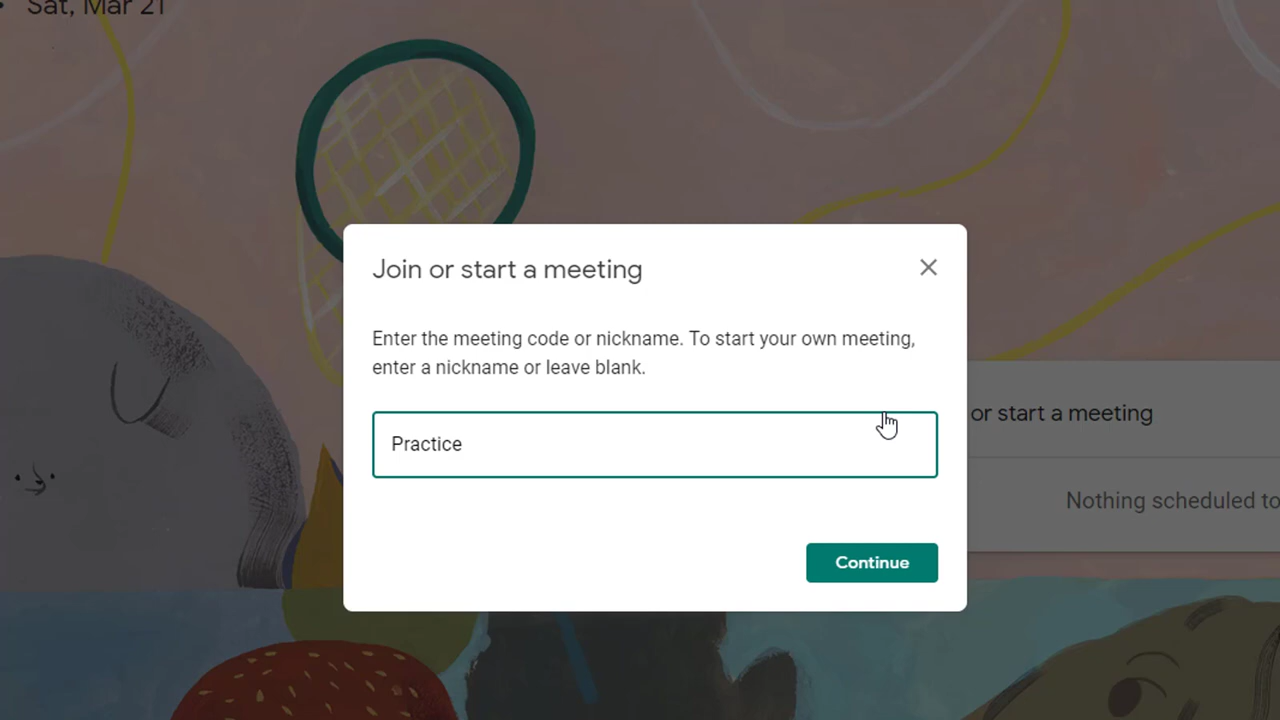 Sat, Mar 21
Join or start a meeting
Enter the meeting code or nickname. To start your own meeting,
enter a nickname or leave blank.
or start a meeting
Practice
Nothing scheduled to
Continue